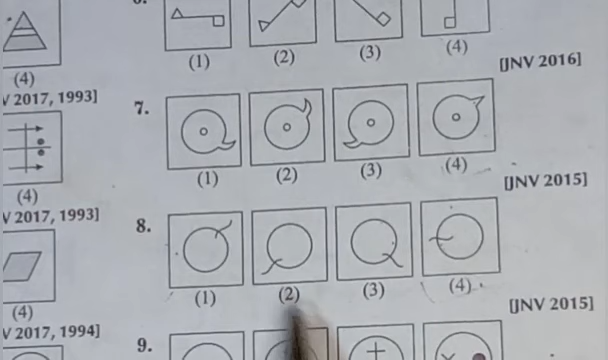 (1) (2) (3) (4)
(4)
[JNV 2016]
V 2017, 1993]
7.
(1) (2) (3) (4)
(4)
[JNV 2015]
V 2017, 1993]
8.
(1) (2) (3) (4)
(4)
[JNV 2015]
V 2017, 1994]
9.